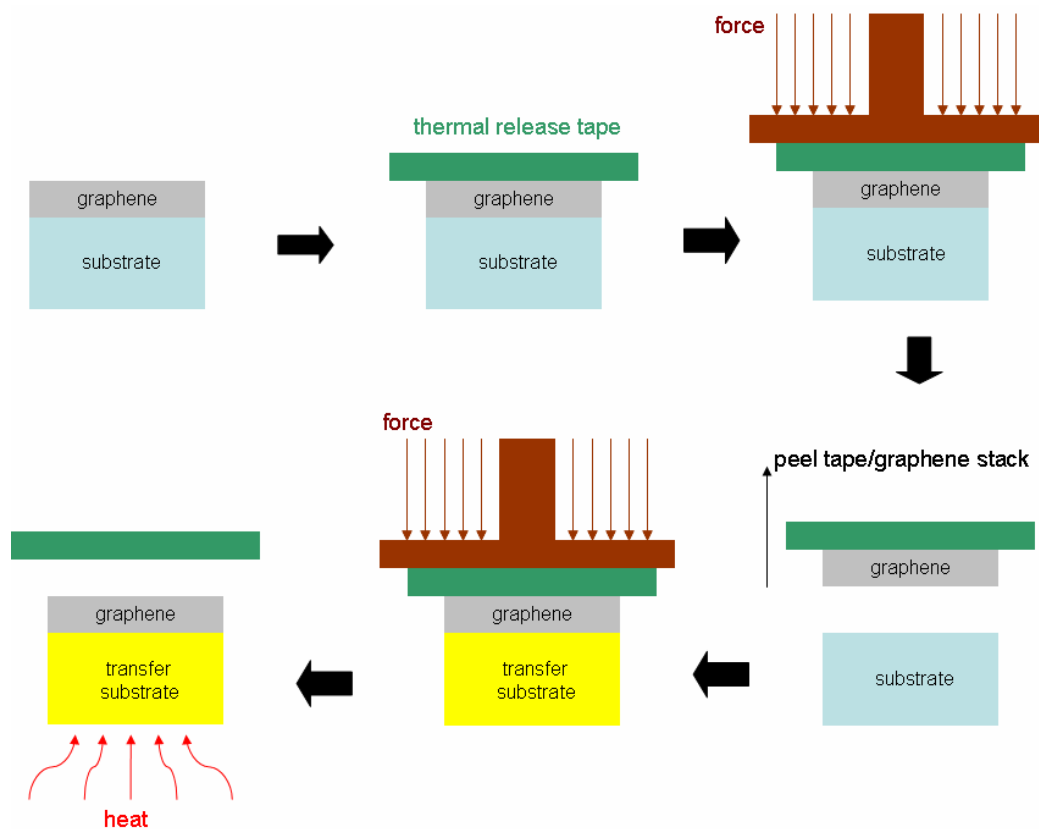 force
thermal release tape
graphene
substrate
graphene
substrate
graphene
substrate
force
peel tape/graphene stack
graphene
substrate
graphene
transfer
substrate
graphene
transfer
substrate
heat